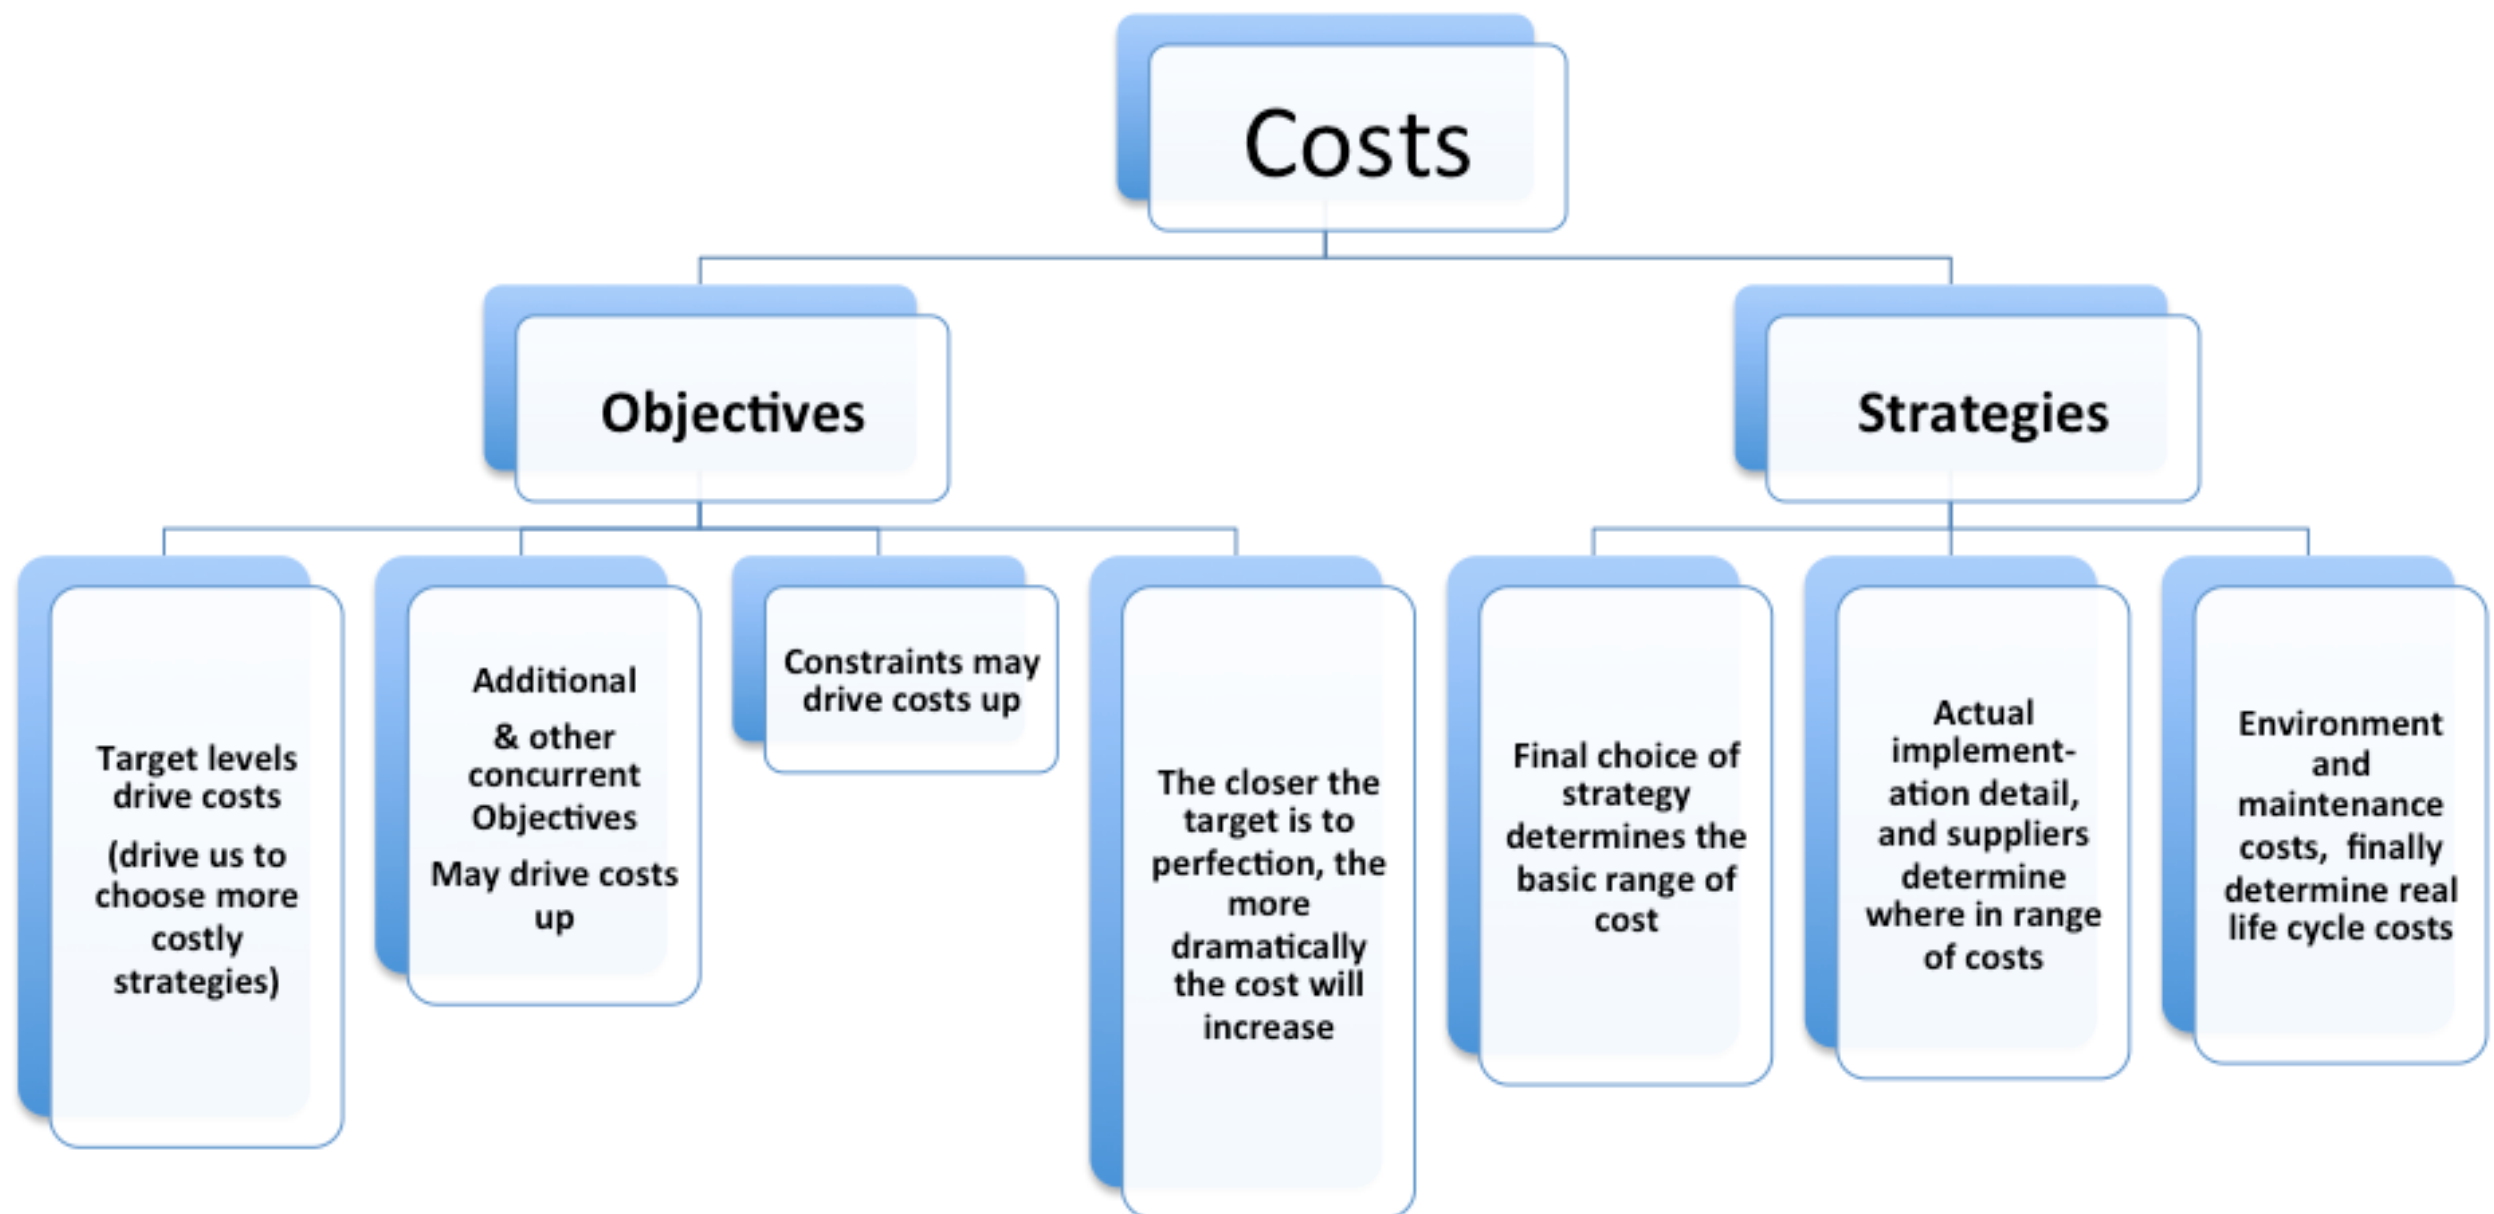 Costs
Objectives
Strategies
Target levels
drive costs
(drive us to
choose more
costly
strategies)
Additional
& other
concurrent
Objectives
May drive costs
up
Constraints may
drive costs up
The closer the
target is to
perfection, the
more
dramatically
the cost will
increase
Final choice of
strategy
determines the
basic range of
cost
Actual
implement-
ation detail,
and suppliers
determine
where in range
of costs
Environment
and
maintenance
costs,  finally
determine real
life cycle costs